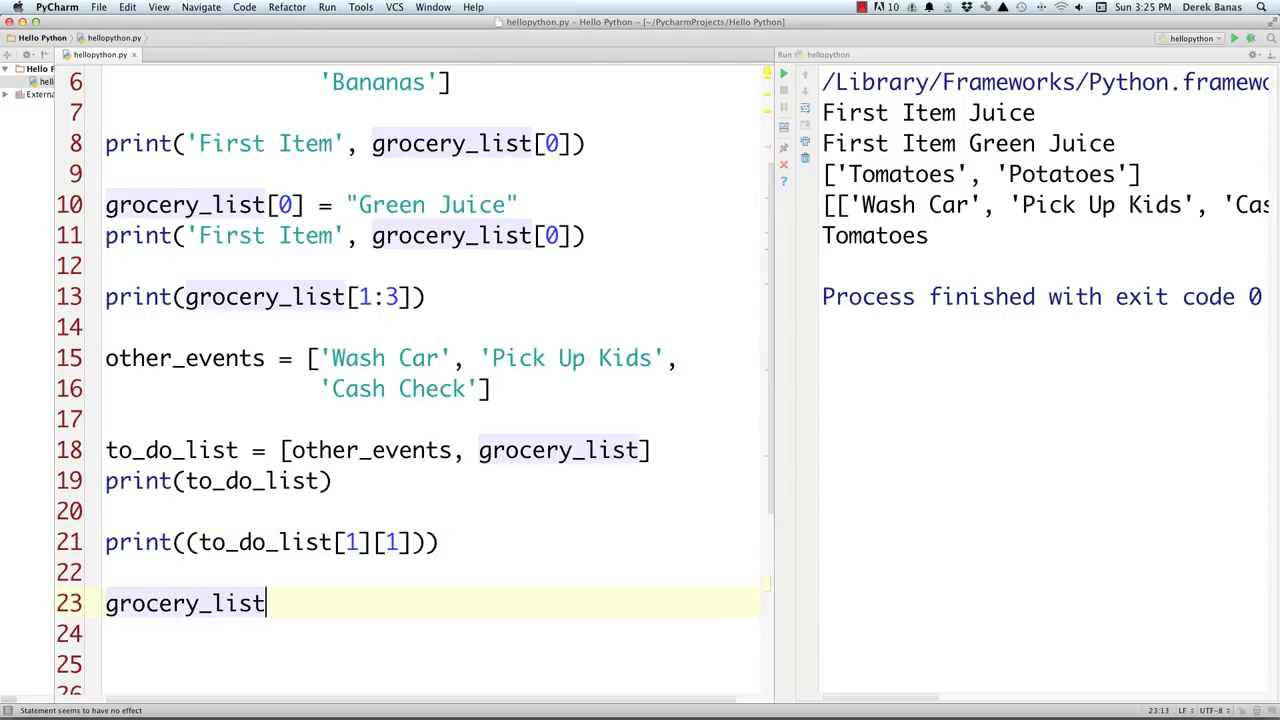 PyCharm File Edit View Navigate Code Refactor Run Tools VCS Window Help 10 Sun 3:25 PM Derek Banas
hellopython.py - Hello Python - [~/PycharmProjects/Hello Python]
Hello Python hellopython.py hellopython
hellopython.py Run hellopython
Hello P
hell
Externa
6 'Bananas']
7
8 print('First Item', grocery_list[0])
9
10 grocery_list[0] = "Green Juice"
11 print('First Item', grocery_list[0])
12
13 print(grocery_list[1:3])
14
15 other_events = ['Wash Car', 'Pick Up Kids',
16 'Cash Check']
17
18 to_do_list = [other_events, grocery_list]
19 print(to_do_list)
20
21 print((to_do_list[1][1]))
22
23 grocery_list
24
25
26
/Library/Frameworks/Python.framewo
First Item Juice
First Item Green Juice
['Tomatoes', 'Potatoes']
[['Wash Car', 'Pick Up Kids', 'Cas
Tomatoes
Process finished with exit code 0
Statement seems to have no effect 23:13 LF UTF-8